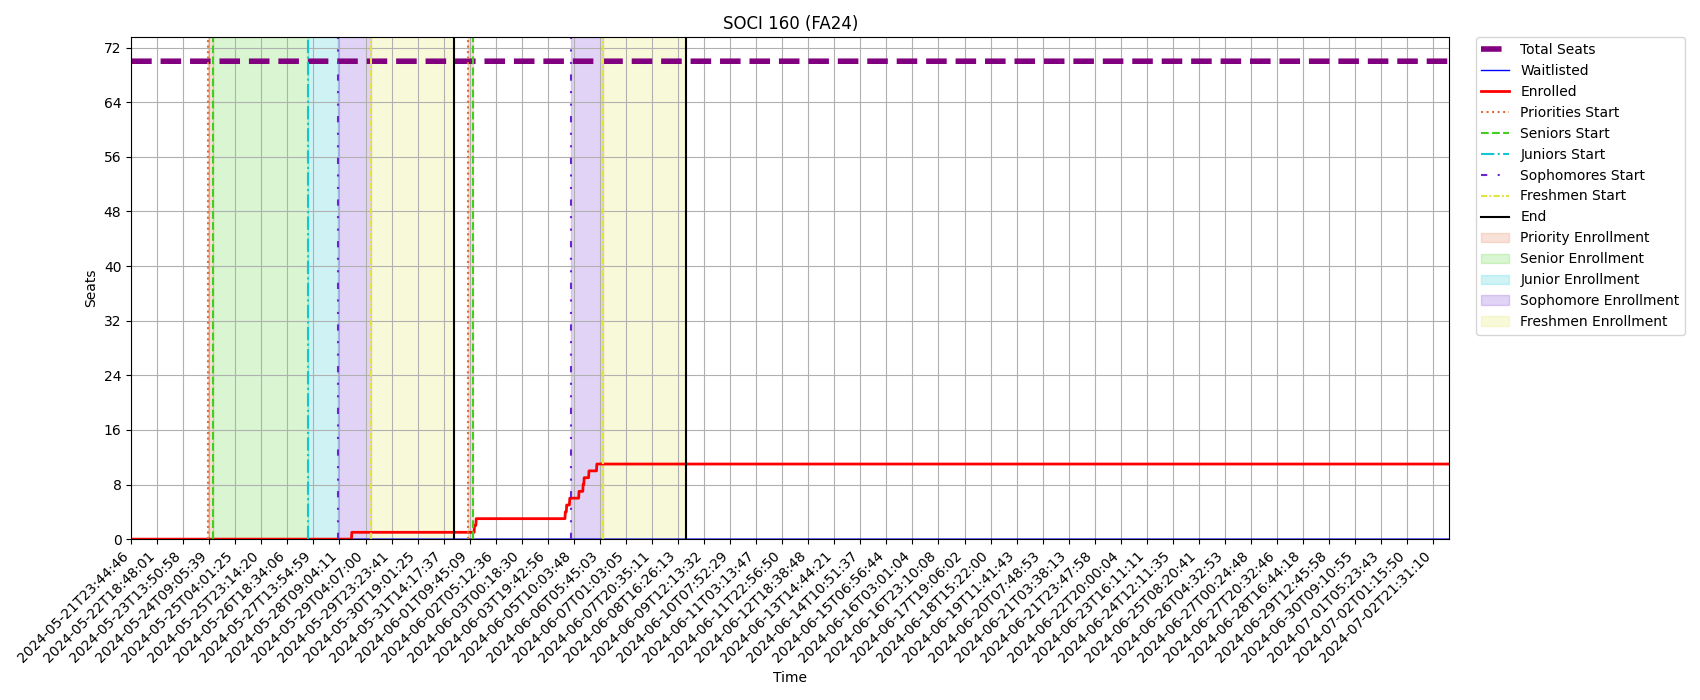 SOCI 160 (FA24)
72
64
56
48
40
32
24
16
8
0
Seats
2024-05-21T23:44:46
2024-05-22T18:48:01
2024-05-23T13:50:58
2024-05-24T09:05:39
2024-05-25T04:01:25
2024-05-25T23:14:20
2024-05-26T18:34:06
2024-05-27T13:54:59
2024-05-28T09:04:11
2024-05-29T04:07:00
2024-05-29T23:23:41
2024-05-30T19:01:25
2024-05-31T14:17:37
2024-06-01T09:45:09
2024-06-02T05:12:36
2024-06-03T00:18:30
2024-06-03T19:42:56
2024-06-05T10:03:48
2024-06-06T05:45:03
2024-06-07T01:03:05
2024-06-07T20:35:11
2024-06-08T16:26:13
2024-06-09T12:13:32
2024-06-10T07:52:29
2024-06-11T03:13:47
2024-06-11T22:56:50
2024-06-12T18:38:48
2024-06-13T14:44:21
2024-06-14T10:51:37
2024-06-15T06:56:44
2024-06-16T03:01:04
2024-06-16T23:10:08
2024-06-17T19:06:02
2024-06-18T15:22:00
2024-06-19T11:41:43
2024-06-20T07:48:53
2024-06-21T03:38:13
2024-06-21T23:47:58
2024-06-22T20:00:04
2024-06-23T16:11:11
2024-06-24T12:11:35
2024-06-25T08:20:41
2024-06-26T04:32:53
2024-06-27T00:24:48
2024-06-27T20:32:46
2024-06-28T16:44:18
2024-06-29T12:45:58
2024-06-30T09:10:55
2024-07-01T05:23:43
2024-07-02T01:15:50
2024-07-02T21:31:10
Time
Total Seats
Waitlisted
Enrolled
Priorities Start
Seniors Start
Juniors Start
Sophomores Start
Freshmen Start
End
Priority Enrollment
Senior Enrollment
Junior Enrollment
Sophomore Enrollment
Freshmen Enrollment